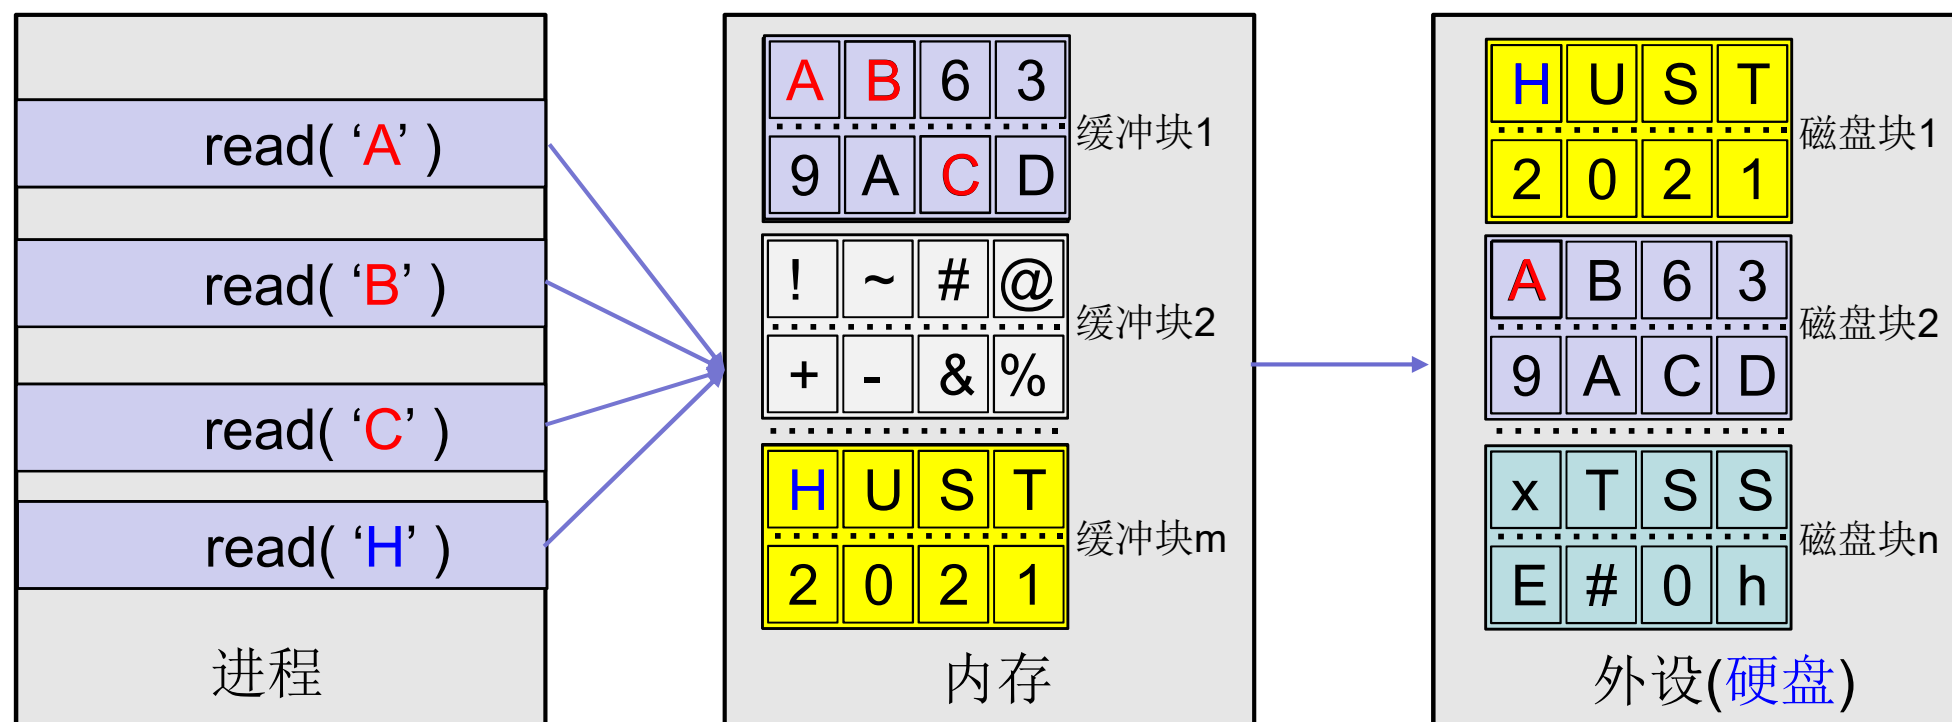 read( ‘A’ )
read( ‘B’ )
read( ‘C’ )
read( ‘H’ )
进程
A B 6 3
9 A C D
缓冲块1
! ~ # @
+ - & %
缓冲块2
H U S T
2 0 2 1
缓冲块m
内存
H U S T
2 0 2 1
磁盘块1
A B 6 3
9 A C D
磁盘块2
x T S S
E # 0 h
磁盘块n
外设(硬盘)